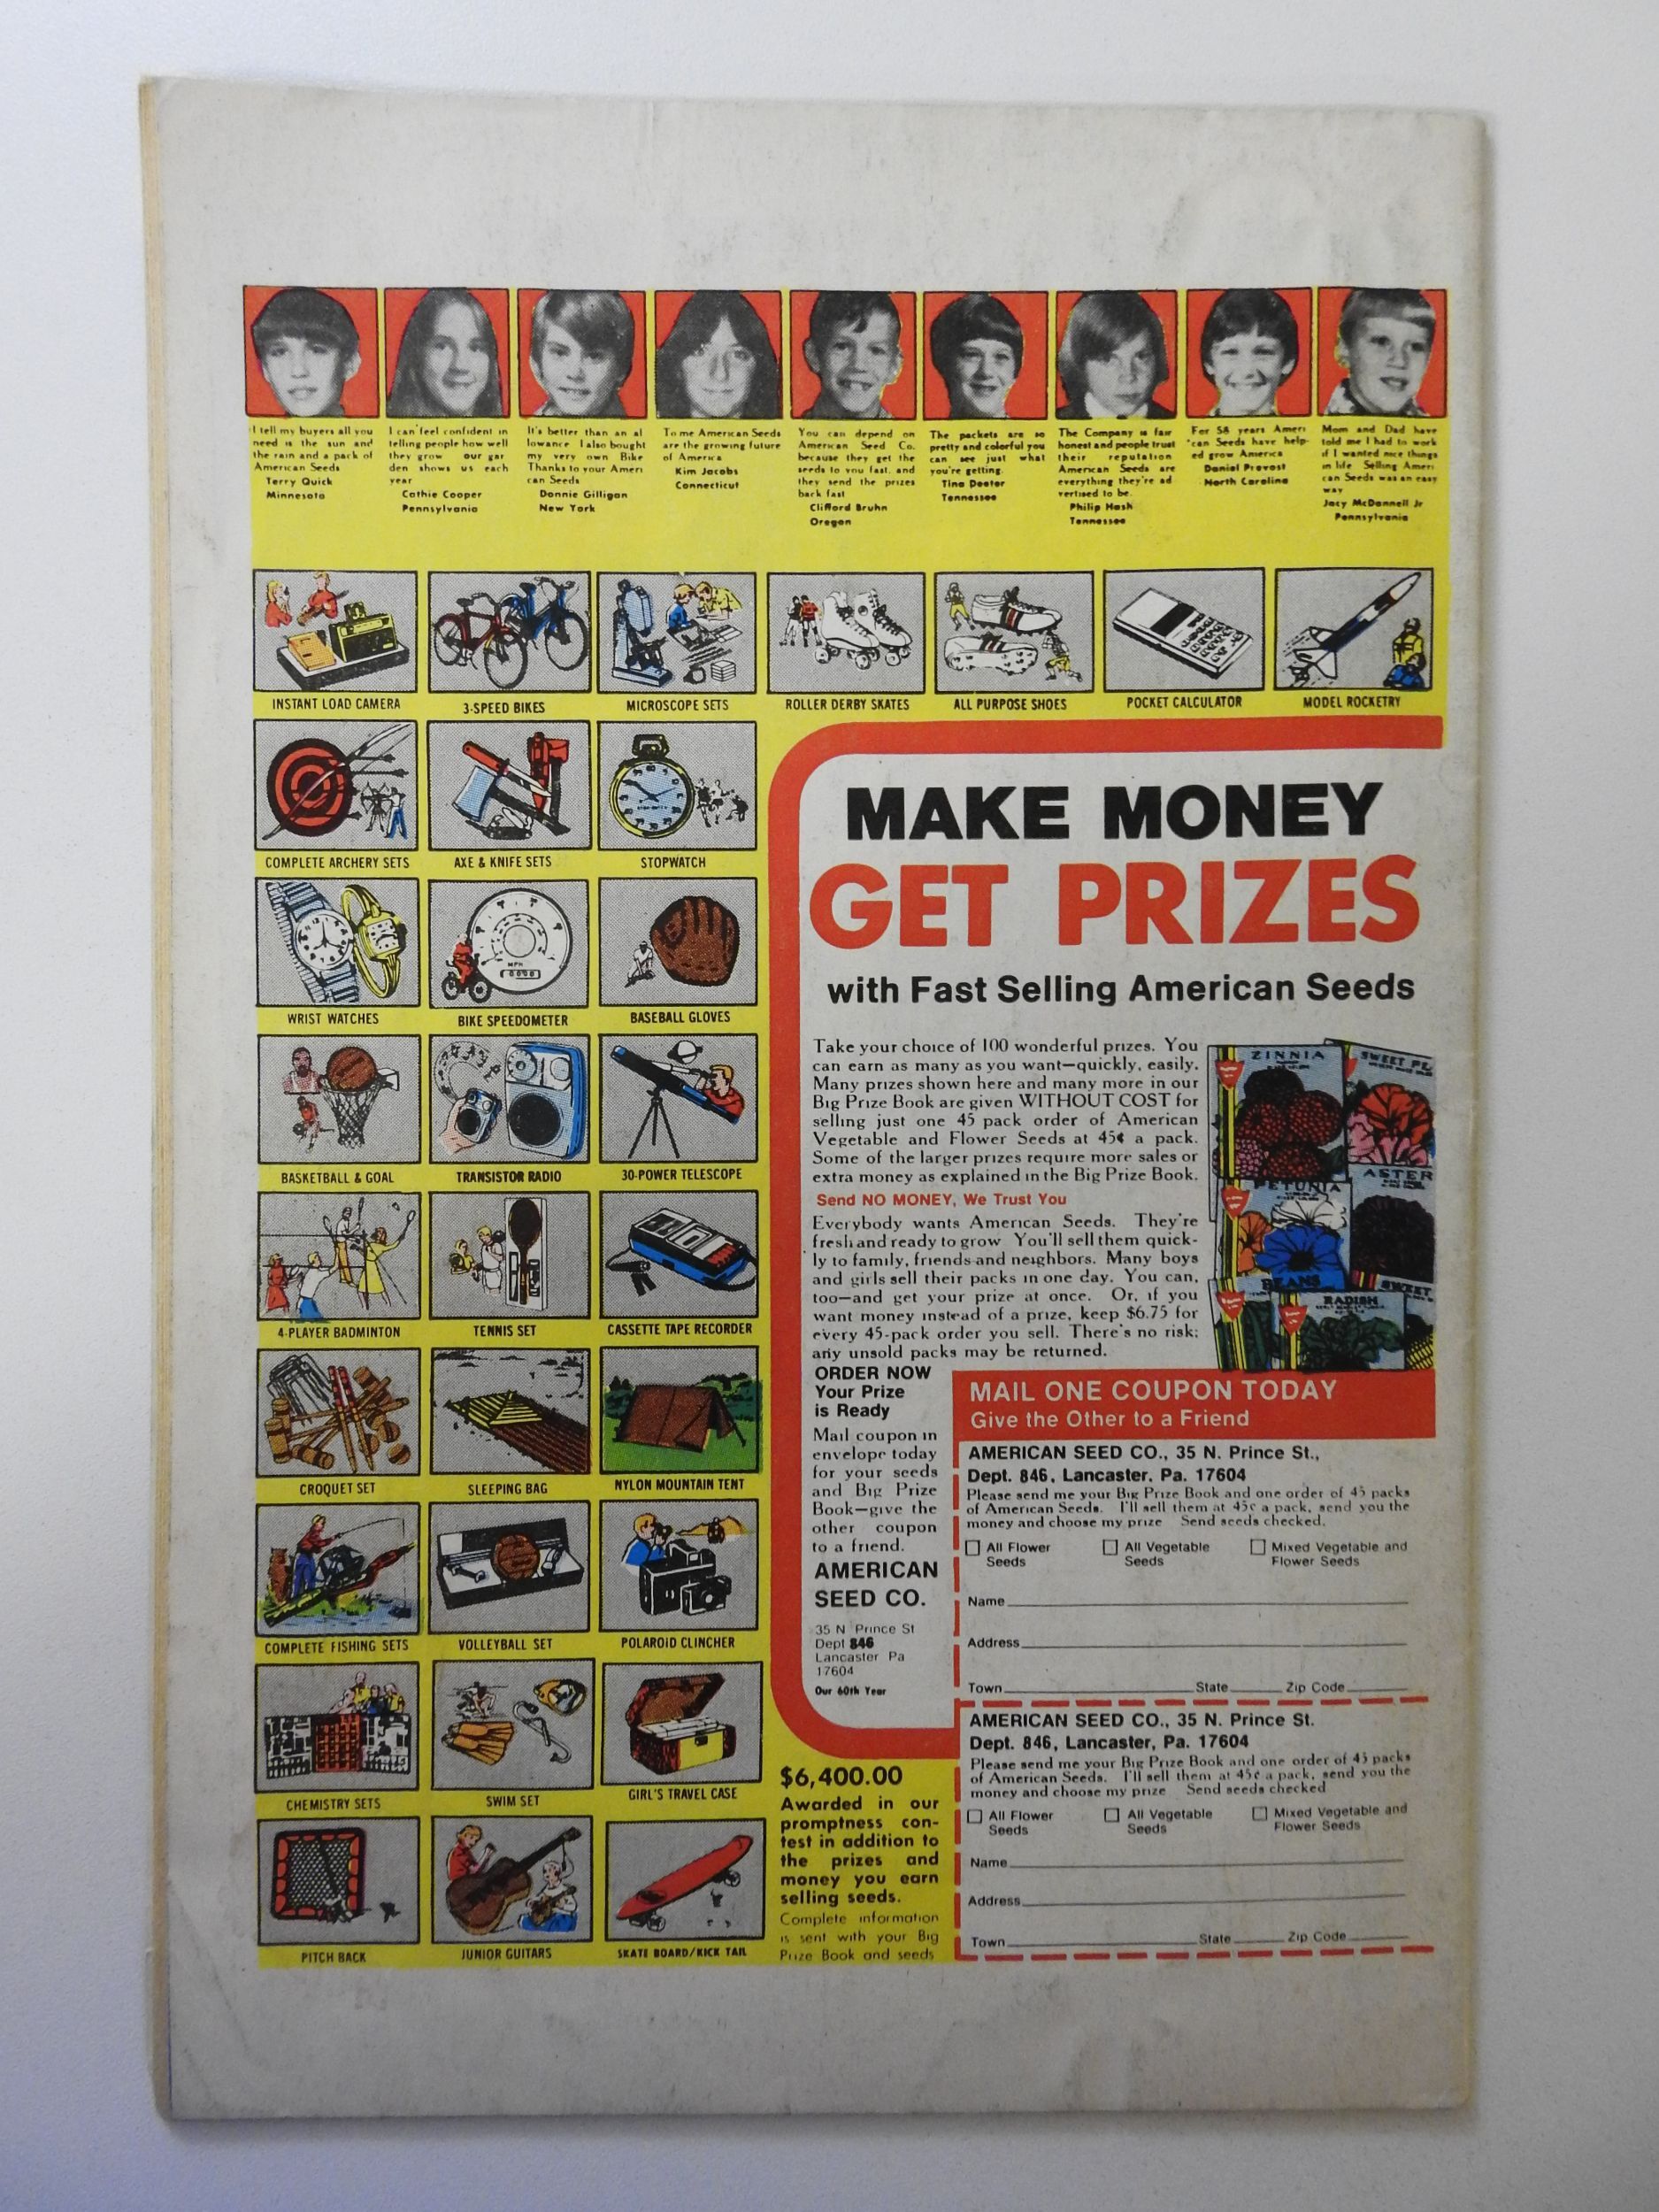 I tell my buyers all you
need is the sun and
the rain and a pack of
American Seeds
Terry Quick
Minnesota
I can feel confident in
telling people how well
they grow our gar
den shows us each
year
Cathie Cooper
Pennsylvania
It's better than an al
lowance I also bought
my very own Bike
Thanks to your Ameri
can Seeds
Donnie Gilligan
New York
To me American Seeds
are the growing future
of America
Kim Jacobs
Connecticut
You can depend on
American Seed Co.
because they get the
seeds to you fast, and
they send the prizes
back fast
Clifford Bruhn
Oregon
The packets are so
pretty and colorful you
can see just what
you're getting.
Tina Deeter
Tennessee
The Company is fair
honest and people trust
their reputation
American Seeds are
everything they're ad
vertised to be.
Philip Hash
Tennessee
For 58 years Ameri
can Seeds have help-
ed grow America
Daniel Prevost
North Carolina
Mom and Dad have
told me I had to work
if I wanted nice things
in life Selling Ameri
can Seeds was an easy
way
Jacy McDannell Jr
Pennsylvania
INSTANT LOAD CAMERA
3-SPEED BIKES
MICROSCOPE SETS
ROLLER DERBY SKATES
ALL PURPOSE SHOES
POCKET CALCULATOR
MODEL ROCKETRY
COMPLETE ARCHERY SETS
AXE & KNIFE SETS
STOPWATCH
WRIST WATCHES
BIKE SPEEDOMETER
BASEBALL GLOVES
BASKETBALL & GOAL
TRANSISTOR RADIO
30-POWER TELESCOPE
4-PLAYER BADMINTON
TENNIS SET
CASSETTE TAPE RECORDER
CROQUET SET
SLEEPING BAG
NYLON MOUNTAIN TENT
COMPLETE FISHING SETS
VOLLEYBALL SET
POLAROID CLINCHER
CHEMISTRY SETS
SWIM SET
GIRL'S TRAVEL CASE
PITCH BACK
JUNIOR GUITARS
SKATE BOARD/KICK TAIL
MAKE MONEY
GET PRIZES
with Fast Selling American Seeds
Take your choice of 100 wonderful prizes. You
can earn as many as you want—quickly, easily.
Many prizes shown here and many more in our
Big Prize Book are given WITHOUT COST for
selling just one 45 pack order of American
Vegetable and Flower Seeds at 45¢ a pack.
Some of the larger prizes require more sales or
extra money as explained in the Big Prize Book.
Send NO MONEY, We Trust You
Everybody wants American Seeds. They're
fresh and ready to grow You'll sell them quick-
ly to family, friends and neighbors. Many boys
and girls sell their packs in one day. You can,
too—and get your prize at once. Or, if you
want money instead of a prize, keep $6.75 for
every 45-pack order you sell. There's no risk;
any unsold packs may be returned.
ZINNIA
SWEET PE
ASTER
PETUNIA
BEANS
SWEET
RADISH
ORDER NOW
Your Prize
is Ready
Mail coupon in
envelope today
for your seeds
and Big Prize
Book—give the
other coupon
to a friend.
AMERICAN
SEED CO.
35 N Prince St
Dept 846
Lancaster Pa
17604
Our 60th Year
MAIL ONE COUPON TODAY
Give the Other to a Friend
AMERICAN SEED CO., 35 N. Prince St.,
Dept. 846, Lancaster, Pa. 17604
Please send me your Big Prize Book and one order of 45 packs
of American Seeds. I'll sell them at 45¢ a pack, send you the
money and choose my prize Send seeds checked.
All Flower Seeds
All Vegetable Seeds
Mixed Vegetable and Flower Seeds
Name
Address
Town State Zip Code
AMERICAN SEED CO., 35 N. Prince St.
Dept. 846, Lancaster, Pa. 17604
Please send me your Big Prize Book and one order of 45 packs
of American Seeds. I'll sell them at 45¢ a pack, send you the
money and choose my prize Send seeds checked
All Flower Seeds
All Vegetable Seeds
Mixed Vegetable and Flower Seeds
Name
Address
Town State Zip Code
$6,400.00
Awarded in our
promptness con-
test in addition to
the prizes and
money you earn
selling seeds.
Complete information
is sent with your Big
Prize Book and seeds